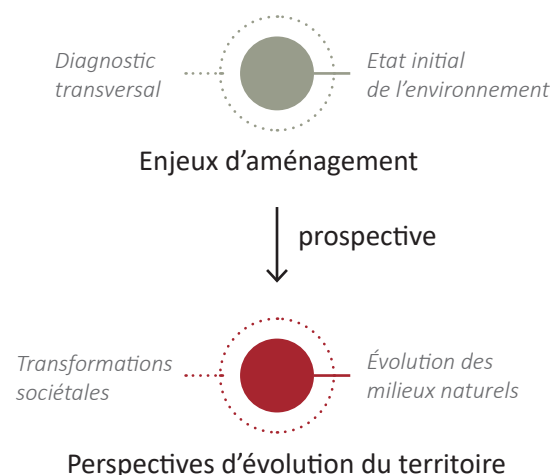 Diagnostic
transversal
Etat initial
de l'environnement
Enjeux d'aménagement
prospective
Transformations
sociétales
Évolution des
milieux naturels
Perspectives d'évolution du territoire